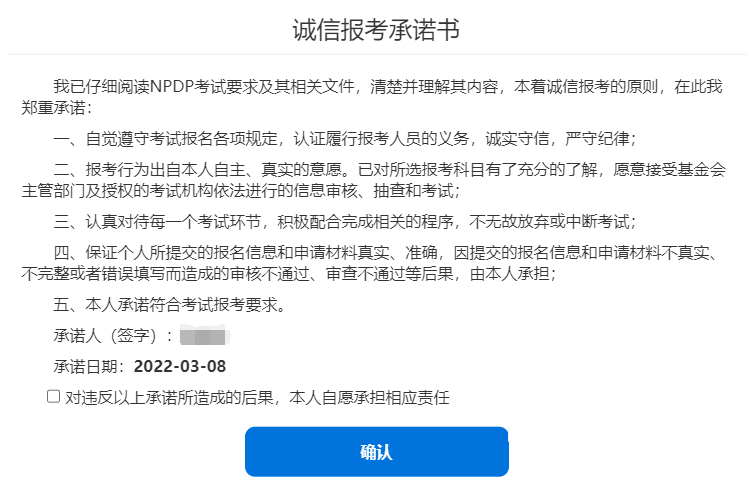 诚信报考承诺书
我已仔细阅读NPDP考试要求及其相关文件，清楚并理解其内容，本着诚信报考的原则，在此我
郑重承诺：
一、自觉遵守考试报名各项规定，认证履行报考人员的义务，诚实守信，严守纪律；
二、报考行为出自本人自主、真实的意愿。已对所选报考科目有了充分的了解，愿意接受基金会
主管部门及授权的考试机构依法进行的信息审核、抽查和考试；
三、认真对待每一个考试环节，积极配合完成相关的程序，不无故放弃或中断考试；
四、保证个人所提交的报名信息和申请材料真实、准确，因提交的报名信息和申请材料不真实、
不完整或者错误填写而造成的审核不通过、审查不通过等后果，由本人承担；
五、本人承诺符合考试报考要求。
承诺人（签字）：
承诺日期：2022-03-08
对违反以上承诺所造成的后果，本人自愿承担相应责任
确认